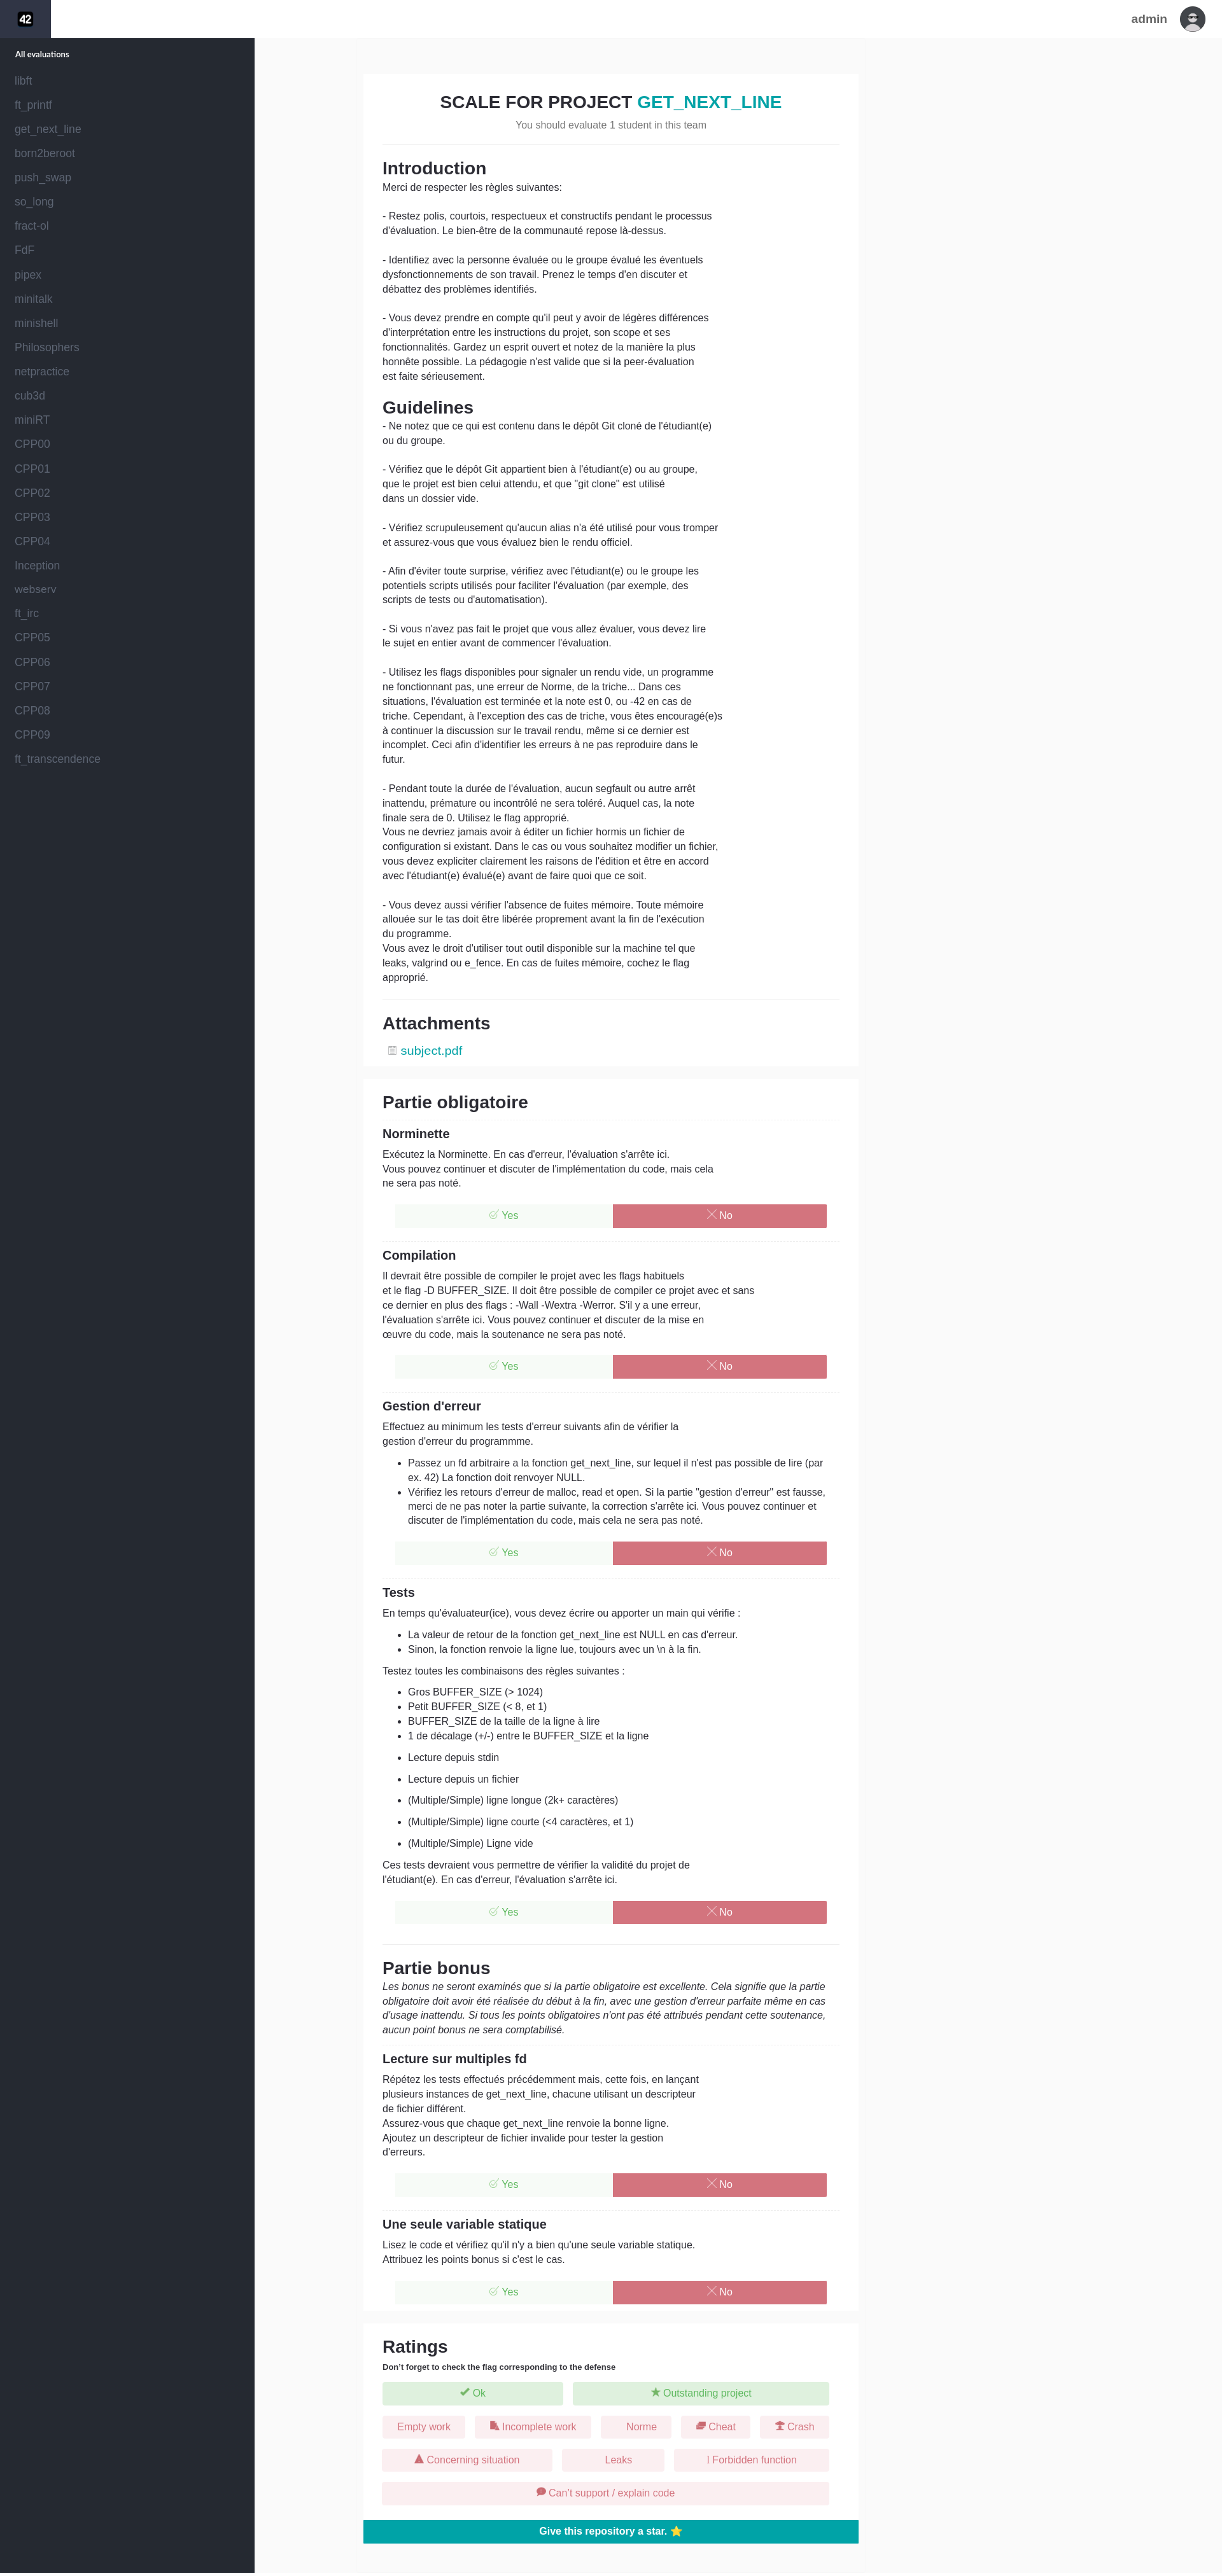 42
admin
All evaluations
libft
ft_printf
get_next_line
born2beroot
push_swap
so_long
fract-ol
FdF
pipex
minitalk
minishell
Philosophers
netpractice
cub3d
miniRT
CPP00
CPP01
CPP02
CPP03
CPP04
Inception
webserv
ft_irc
CPP05
CPP06
CPP07
CPP08
CPP09
ft_transcendence
SCALE FOR PROJECT GET_NEXT_LINE
You should evaluate 1 student in this team
Introduction
Merci de respecter les règles suivantes:
- Restez polis, courtois, respectueux et constructifs pendant le processus
d'évaluation. Le bien-être de la communauté repose là-dessus.
- Identifiez avec la personne évaluée ou le groupe évalué les éventuels
dysfonctionnements de son travail. Prenez le temps d'en discuter et
débattez des problèmes identifiés.
- Vous devez prendre en compte qu'il peut y avoir de légères différences
d'interprétation entre les instructions du projet, son scope et ses
fonctionnalités. Gardez un esprit ouvert et notez de la manière la plus
honnête possible. La pédagogie n'est valide que si la peer-évaluation
est faite sérieusement.
Guidelines
- Ne notez que ce qui est contenu dans le dépôt Git cloné de l'étudiant(e)
ou du groupe.
- Vérifiez que le dépôt Git appartient bien à l'étudiant(e) ou au groupe,
que le projet est bien celui attendu, et que "git clone" est utilisé
dans un dossier vide.
- Vérifiez scrupuleusement qu'aucun alias n'a été utilisé pour vous tromper
et assurez-vous que vous évaluez bien le rendu officiel.
- Afin d'éviter toute surprise, vérifiez avec l'étudiant(e) ou le groupe les
potentiels scripts utilisés pour faciliter l'évaluation (par exemple, des
scripts de tests ou d'automatisation).
- Si vous n'avez pas fait le projet que vous allez évaluer, vous devez lire
le sujet en entier avant de commencer l'évaluation.
- Utilisez les flags disponibles pour signaler un rendu vide, un programme
ne fonctionnant pas, une erreur de Norme, de la triche... Dans ces
situations, l'évaluation est terminée et la note est 0, ou -42 en cas de
triche. Cependant, à l'exception des cas de triche, vous êtes encouragé(e)s
à continuer la discussion sur le travail rendu, même si ce dernier est
incomplet. Ceci afin d'identifier les erreurs à ne pas reproduire dans le
futur.
- Pendant toute la durée de l'évaluation, aucun segfault ou autre arrêt
inattendu, prémature ou incontrôlé ne sera toléré. Auquel cas, la note
finale sera de 0. Utilisez le flag approprié.
Vous ne devriez jamais avoir à éditer un fichier hormis un fichier de
configuration si existant. Dans le cas ou vous souhaitez modifier un fichier,
vous devez expliciter clairement les raisons de l'édition et être en accord
avec l'étudiant(e) évalué(e) avant de faire quoi que ce soit.
- Vous devez aussi vérifier l'absence de fuites mémoire. Toute mémoire
allouée sur le tas doit être libérée proprement avant la fin de l'exécution
du programme.
Vous avez le droit d'utiliser tout outil disponible sur la machine tel que
leaks, valgrind ou e_fence. En cas de fuites mémoire, cochez le flag
approprié.
Attachments
subject.pdf
Partie obligatoire
Norminette
Exécutez la Norminette. En cas d'erreur, l'évaluation s'arrête ici.
Vous pouvez continuer et discuter de l'implémentation du code, mais cela
ne sera pas noté.
Yes No
Compilation
Il devrait être possible de compiler le projet avec les flags habituels
et le flag -D BUFFER_SIZE. Il doit être possible de compiler ce projet avec et sans
ce dernier en plus des flags : -Wall -Wextra -Werror. S'il y a une erreur,
l'évaluation s'arrête ici. Vous pouvez continuer et discuter de la mise en
œuvre du code, mais la soutenance ne sera pas noté.
Yes No
Gestion d'erreur
Effectuez au minimum les tests d'erreur suivants afin de vérifier la
gestion d'erreur du programmme.
• Passez un fd arbitraire a la fonction get_next_line, sur lequel il n'est pas possible de lire (par
ex. 42) La fonction doit renvoyer NULL.
• Vérifiez les retours d'erreur de malloc, read et open. Si la partie "gestion d'erreur" est fausse,
merci de ne pas noter la partie suivante, la correction s'arrête ici. Vous pouvez continuer et
discuter de l'implémentation du code, mais cela ne sera pas noté.
Yes No
Tests
En temps qu'évaluateur(ice), vous devez écrire ou apporter un main qui vérifie :
• La valeur de retour de la fonction get_next_line est NULL en cas d'erreur.
• Sinon, la fonction renvoie la ligne lue, toujours avec un \n à la fin.
Testez toutes les combinaisons des règles suivantes :
• Gros BUFFER_SIZE (> 1024)
• Petit BUFFER_SIZE (< 8, et 1)
• BUFFER_SIZE de la taille de la ligne à lire
• 1 de décalage (+/-) entre le BUFFER_SIZE et la ligne
• Lecture depuis stdin
• Lecture depuis un fichier
• (Multiple/Simple) ligne longue (2k+ caractères)
• (Multiple/Simple) ligne courte (<4 caractères, et 1)
• (Multiple/Simple) Ligne vide
Ces tests devraient vous permettre de vérifier la validité du projet de
l'étudiant(e). En cas d'erreur, l'évaluation s'arrête ici.
Yes No
Partie bonus
Les bonus ne seront examinés que si la partie obligatoire est excellente. Cela signifie que la partie
obligatoire doit avoir été réalisée du début à la fin, avec une gestion d'erreur parfaite même en cas
d'usage inattendu. Si tous les points obligatoires n'ont pas été attribués pendant cette soutenance,
aucun point bonus ne sera comptabilisé.
Lecture sur multiples fd
Répétez les tests effectués précédemment mais, cette fois, en lançant
plusieurs instances de get_next_line, chacune utilisant un descripteur
de fichier différent.
Assurez-vous que chaque get_next_line renvoie la bonne ligne.
Ajoutez un descripteur de fichier invalide pour tester la gestion
d'erreurs.
Yes No
Une seule variable statique
Lisez le code et vérifiez qu'il n'y a bien qu'une seule variable statique.
Attribuez les points bonus si c'est le cas.
Yes No
Ratings
Don't forget to check the flag corresponding to the defense
Ok Outstanding project
Empty work Incomplete work Norme Cheat Crash
Concerning situation Leaks Forbidden function
Can't support / explain code
Give this repository a star. ⭐